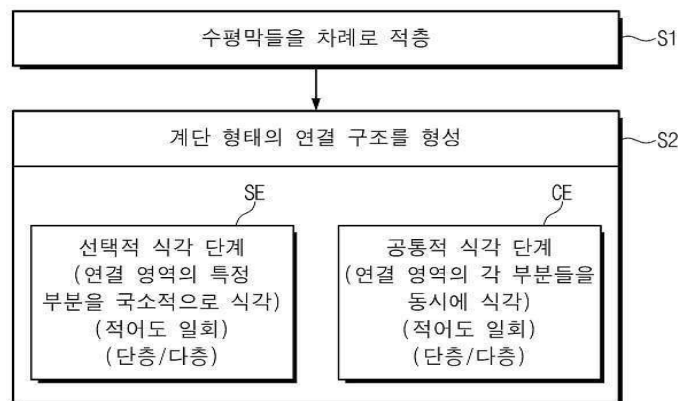 수평막들을 차례로 적층
S1
계단 형태의 연결 구조를 형성
S2
SE
선택적 식각 단계
(연결 영역의 특정
부분을 국소적으로 식각)
(적어도 일회)
(단층/다층)
CE
공통적 식각 단계
(연결 영역의 각 부분들을
동시에 식각)
(적어도 일회)
(단층/다층)